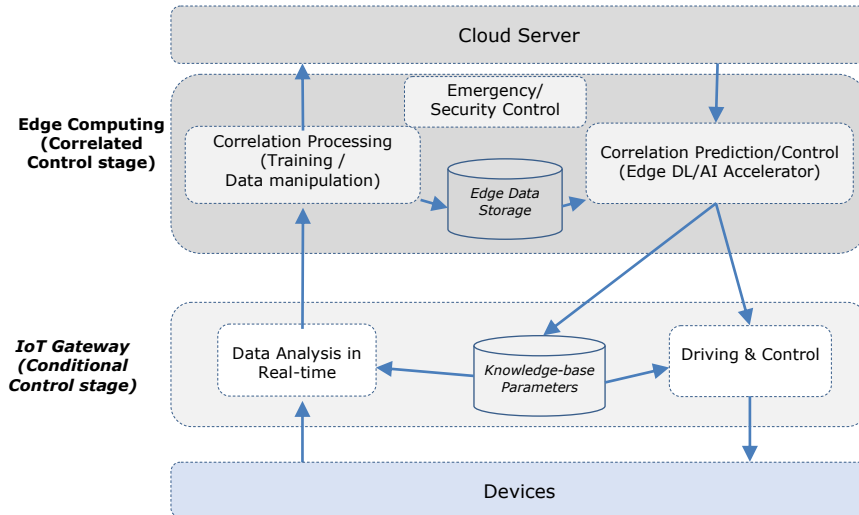 Cloud Server
Emergency/
Security Control
Edge Computing
(Correlated
Control stage)
Correlation Processing
(Training /
Data manipulation)
Correlation Prediction/Control
(Edge DL/AI Accelerator)
Edge Data
Storage
IoT Gateway
(Conditional
Control stage)
Data Analysis in
Real-time
Knowledge-base
Parameters
Driving & Control
Devices